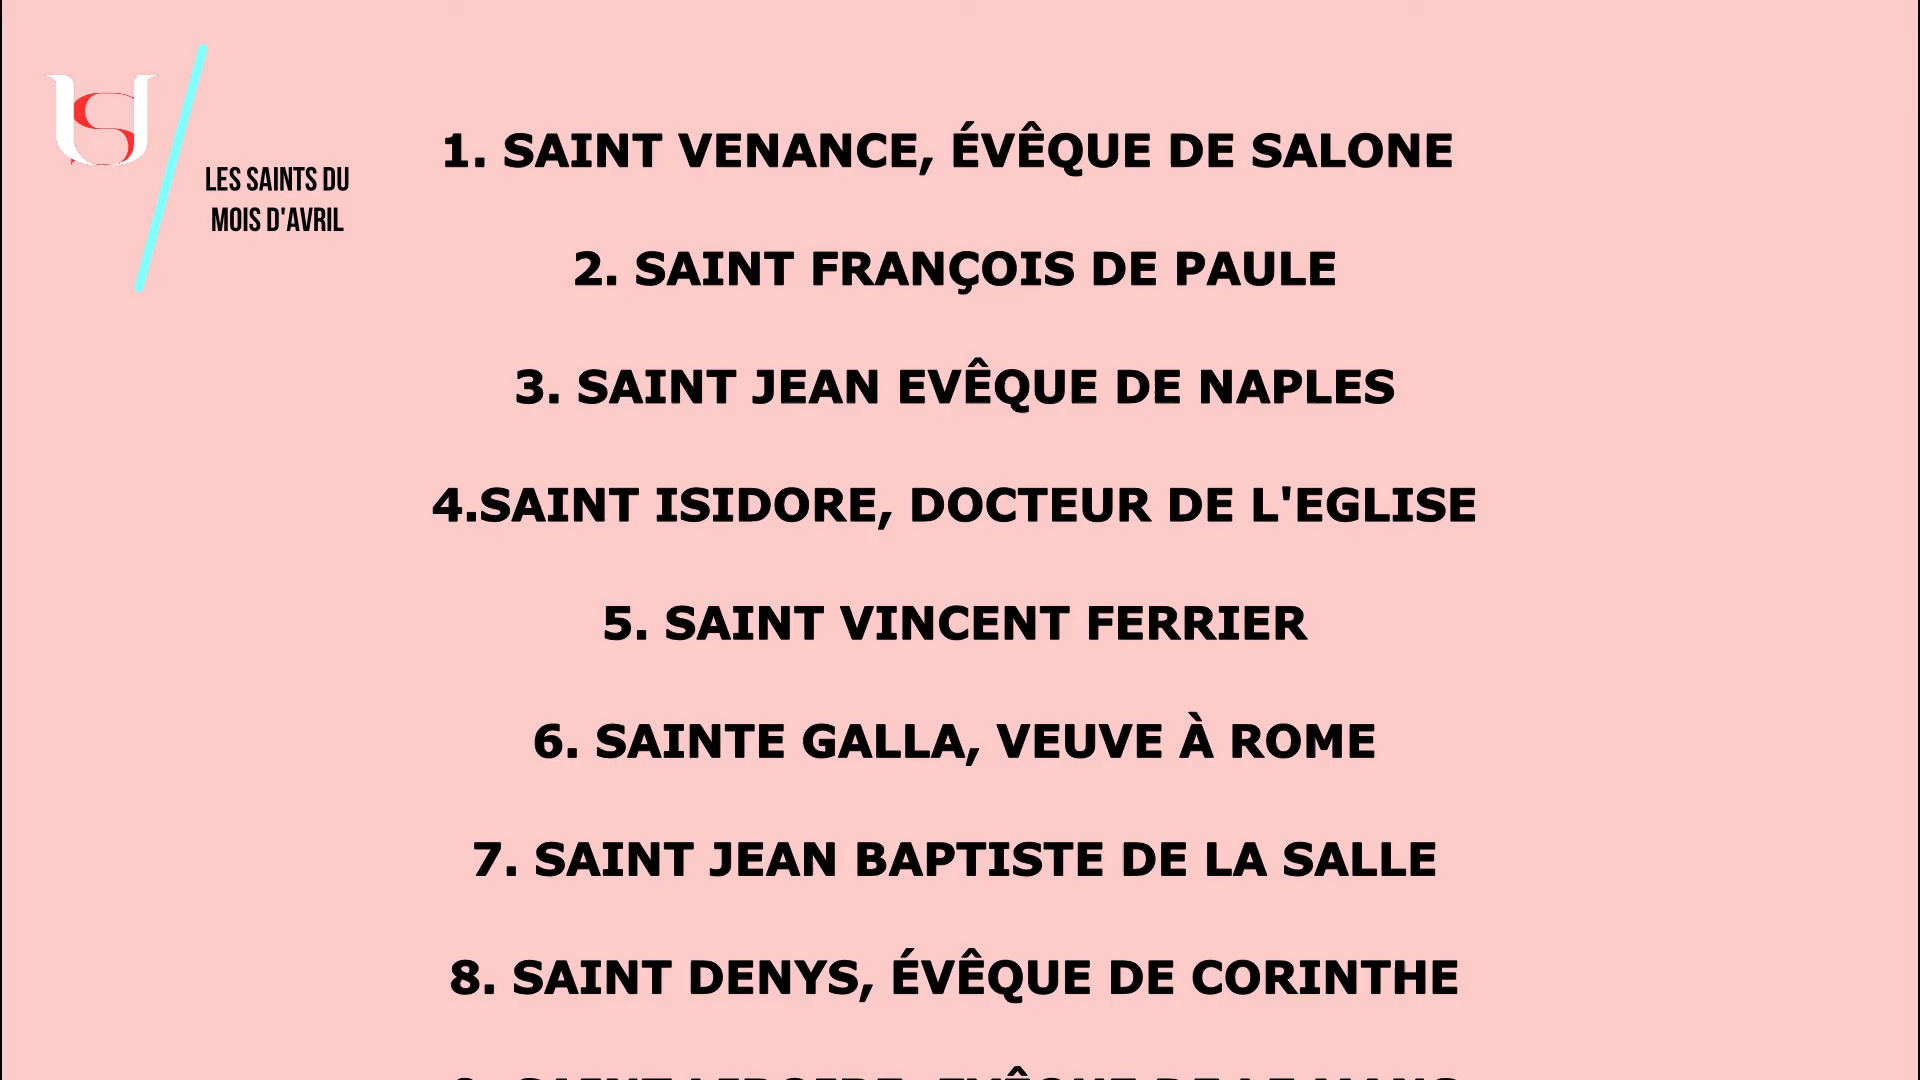 LES SAINTS DU
MOIS D'AVRIL
1. SAINT VENANCE, ÉVÊQUE DE SALONE
2. SAINT FRANÇOIS DE PAULE
3. SAINT JEAN EVÊQUE DE NAPLES
4.SAINT ISIDORE, DOCTEUR DE L'EGLISE
5. SAINT VINCENT FERRIER
6. SAINTE GALLA, VEUVE À ROME
7. SAINT JEAN BAPTISTE DE LA SALLE
8. SAINT DENYS, ÉVÊQUE DE CORINTHE